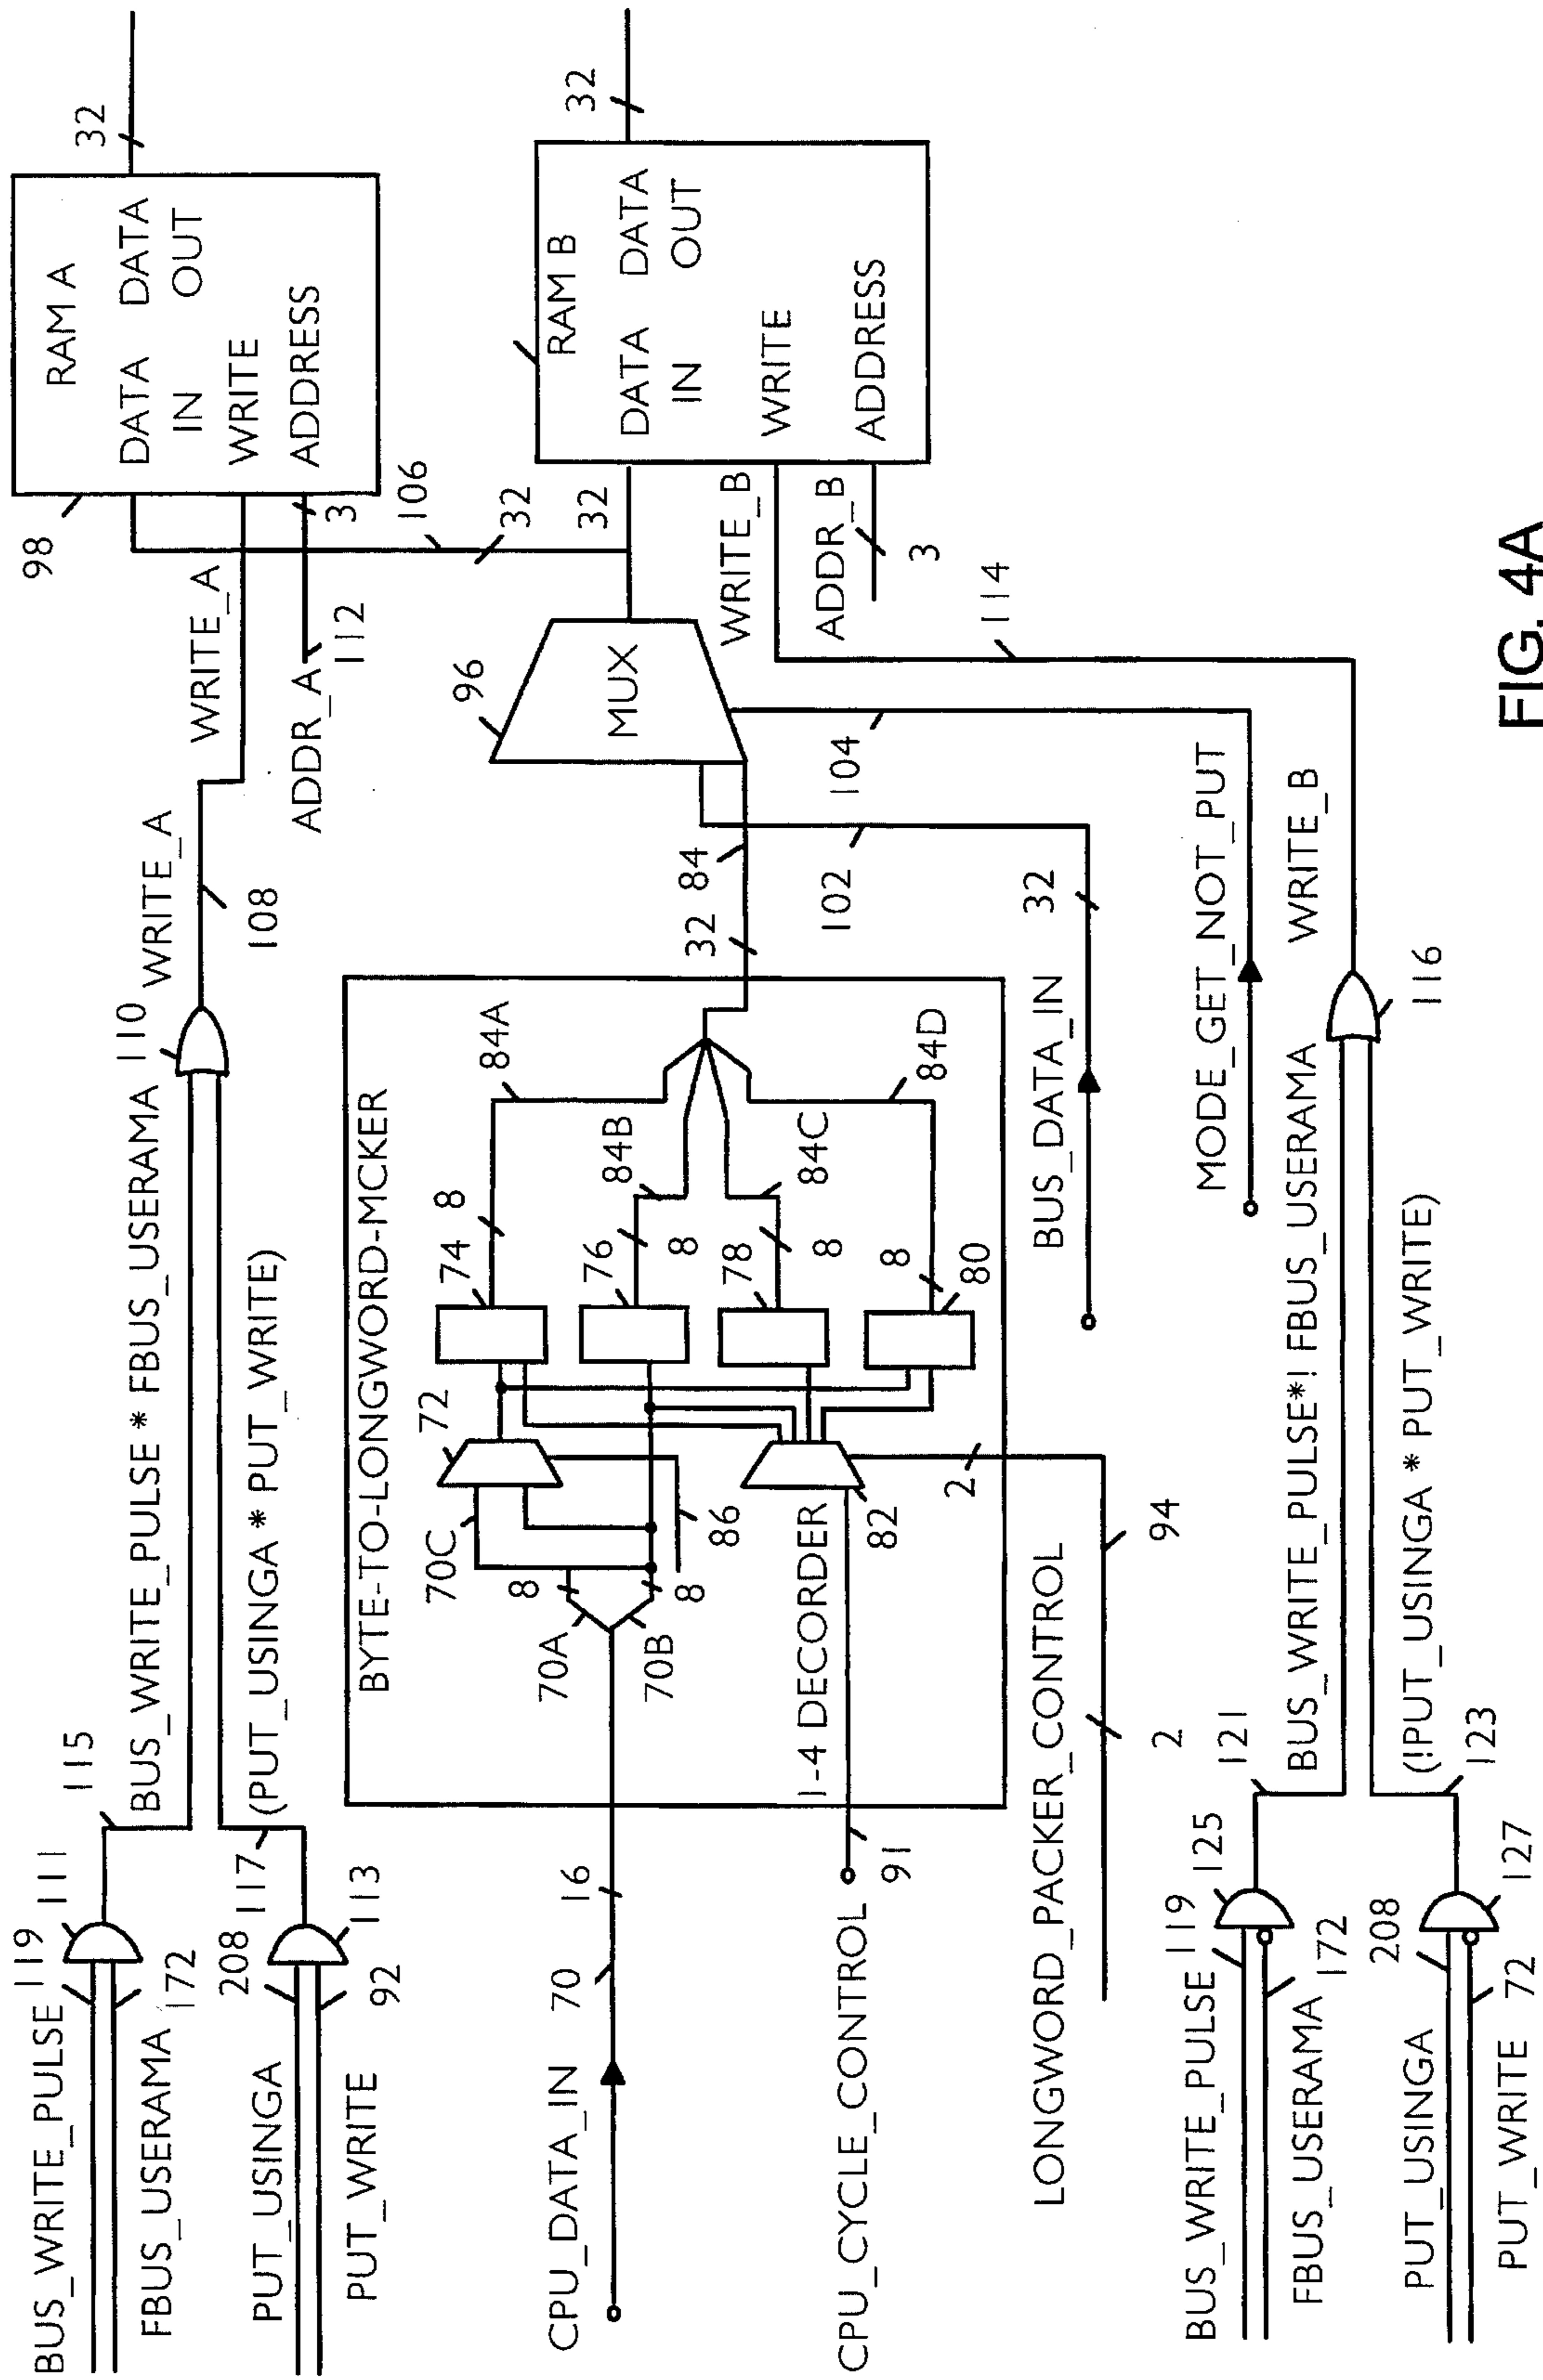 BUS_WRITE_PULSE 119
111
115
FBUS_USERAMA 172
BUS_WRITE_PULSE * FBUS_USERAMA
110
WRITE_A
108
WRITE_A
PUT_USINGA 208
117
(PUT_USINGA * PUT_WRITE)
PUT_WRITE 92
113
ADDR_A
112
3
98
RAM A
DATA IN
DATA OUT
WRITE
ADDRESS
32
106
32
32
BYTE-TO-LONGWORD-MCKER
CPU_DATA_IN 70
16
70A
70B
70C
8
8
72
86
74
8
84A
76
8
84B
78
8
84C
8
80
84D
1-4 DECORDER
82
2
CPU_CYCLE_CONTROL 91
32
84
96
MUX
102
104
RAM B
DATA IN
DATA OUT
WRITE
ADDRESS
32
WRITE_B
ADDR_B
3
114
LONGWORD_PACKER_CONTROL
2
94
BUS_DATA_IN
32
MODE_GET_NOT_PUT
BUS_WRITE_PULSE 119
125
121
FBUS_USERAMA 172
BUS_WRITE_PULSE*! FBUS_USERAMA
WRITE_B
116
PUT_USINGA 208
(!PUT_USINGA * PUT_WRITE)
123
PUT_WRITE 72
127
FIG. 4A